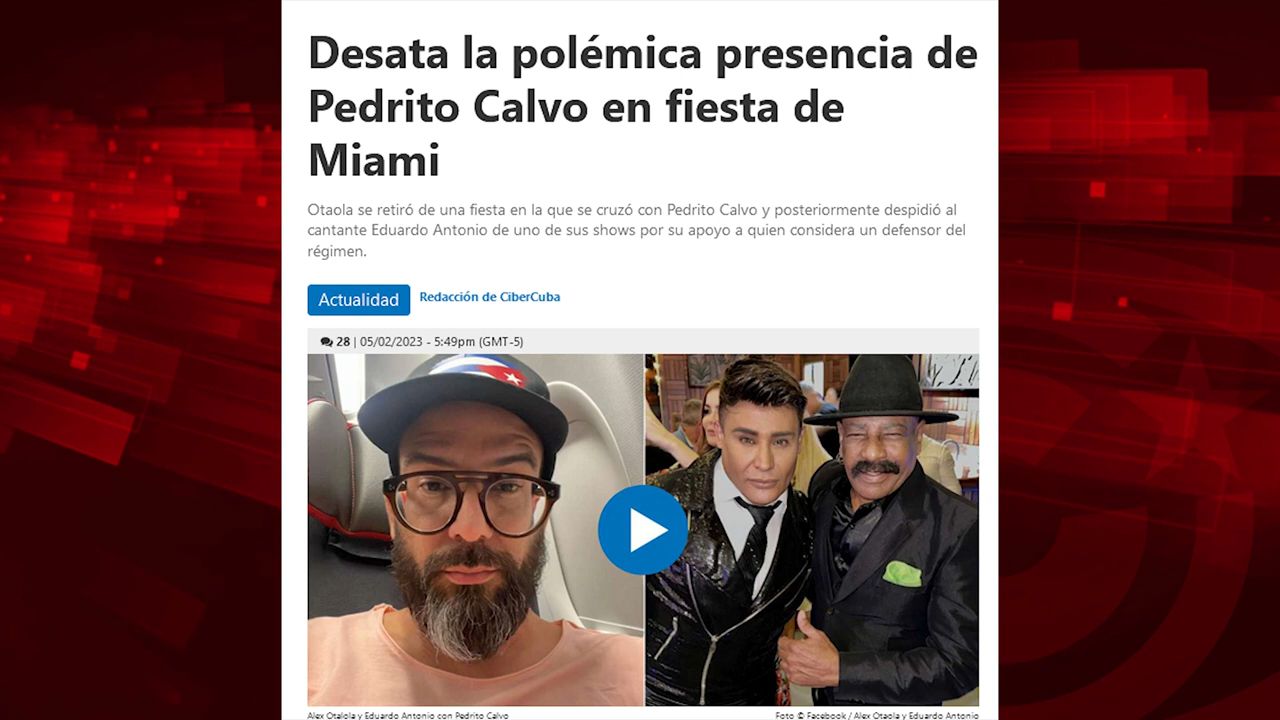 Desata la polémica presencia de
Pedrito Calvo en fiesta de
Miami
Otaola se retiró de una fiesta en la que se cruzó con Pedrito Calvo y posteriormente despidió al
cantante Eduardo Antonio de uno de sus shows por su apoyo a quien considera un defensor del
régimen.
Actualidad Redacción de CiberCuba
28 | 05/02/2023 - 5:49pm (GMT-5)
Alex Otalola y Eduardo Antonio con Pedrito Calvo Foto © Facebook / Alex Otaola y Eduardo Antonio